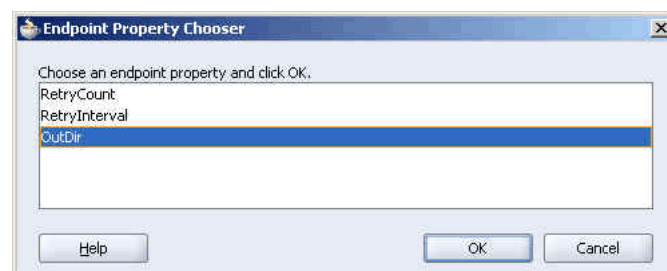 Endpoint Property Chooser
Choose an endpoint property and click OK.
RetryCount
RetryInterval
OutDir
Help
OK
Cancel